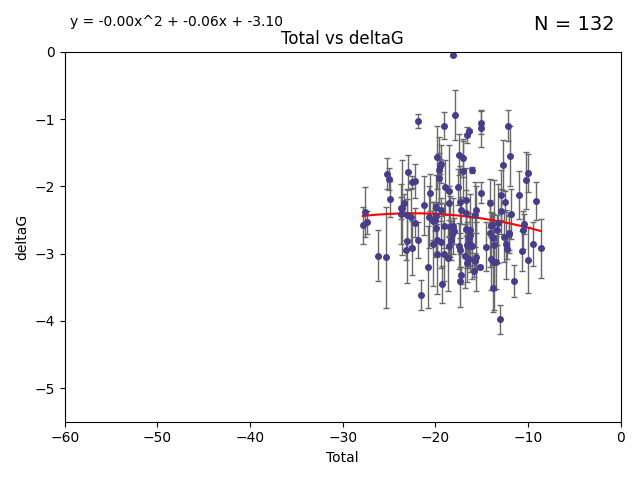 y = -0.00x^2 + -0.06x + -3.10
N = 132
Total vs deltaG
0
−1
−2
−3
−4
−5
deltaG
−60 −50 −40 −30 −20 −10 0
Total